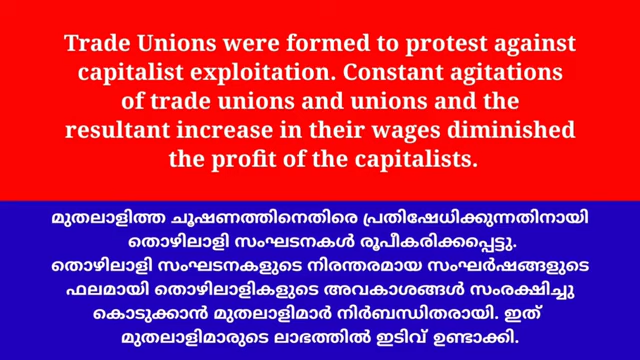 Trade Unions were formed to protest against
capitalist exploitation. Constant agitations
of trade unions and unions and the
resultant increase in their wages diminished
the profit of the capitalists.
മുതലാളിത്ത ചൂഷണത്തിനെതിരെ പ്രതിഷേധിക്കുന്നതിനായി
തൊഴിലാളി സംഘടനകൾ രൂപീകരിക്കപ്പെട്ടു.
തൊഴിലാളി സംഘടനകളുടെ നിരന്തരമായ സംഘർഷങ്ങളുടെ
ഫലമായി തൊഴിലാളികളുടെ അവകാശങ്ങൾ സംരക്ഷിച്ചു
കൊടുക്കാൻ മുതലാളിമാർ നിർബന്ധിതരായി. ഇത്
മുതലാളിമാരുടെ ലാഭത്തിൽ ഇടിവ് ഉണ്ടാക്കി.